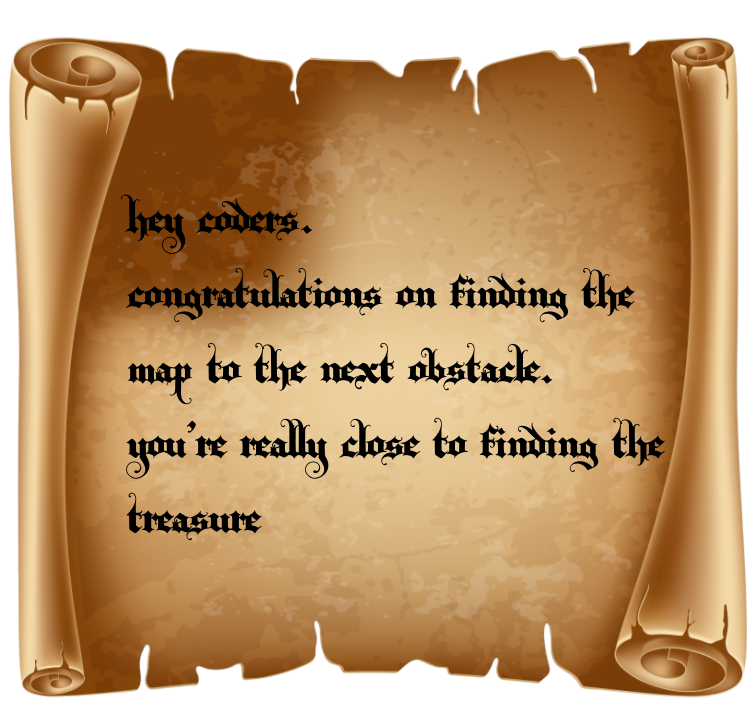 hey coders.
congratulations on finding the
map to the next obstacle.
you're really close to finding the
treasure